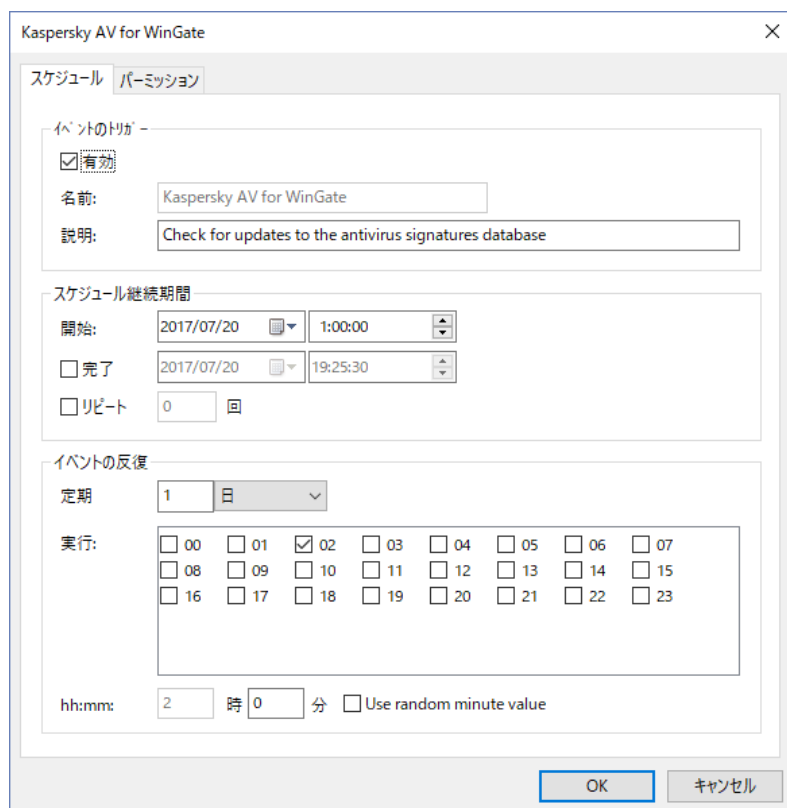 Kaspersky AV for WinGate
スケジュール パーミッション
イベントのトリガー
有効
名前: Kaspersky AV for WinGate
説明: Check for updates to the antivirus signatures database
スケジュール継続期間
開始: 2017/07/20 1:00:00
完了 2017/07/20 19:25:30
リピート 0 回
イベントの反復
定期 1 日
実行: 00 01 02 03 04 05 06 07
08 09 10 11 12 13 14 15
16 17 18 19 20 21 22 23
hh:mm: 2 時 0 分 Use random minute value
OK キャンセル